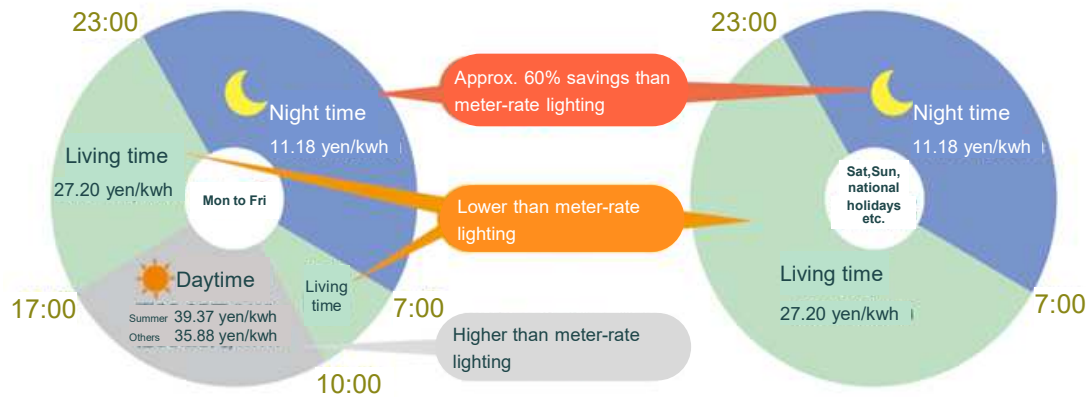 23:00
Night time
11.18 yen/kwh
Living time
27.20 yen/kwh
Mon to Fri
Daytime
Summer 39.37 yen/kwh
Others 35.88 yen/kwh
Living
time
17:00
7:00
10:00
Approx. 60% savings than
meter-rate lighting
Lower than meter-rate
lighting
Higher than meter-rate
lighting
23:00
Night time
11.18 yen/kwh
Sat,Sun,
national
holidays
etc.
Living time
27.20 yen/kwh
7:00